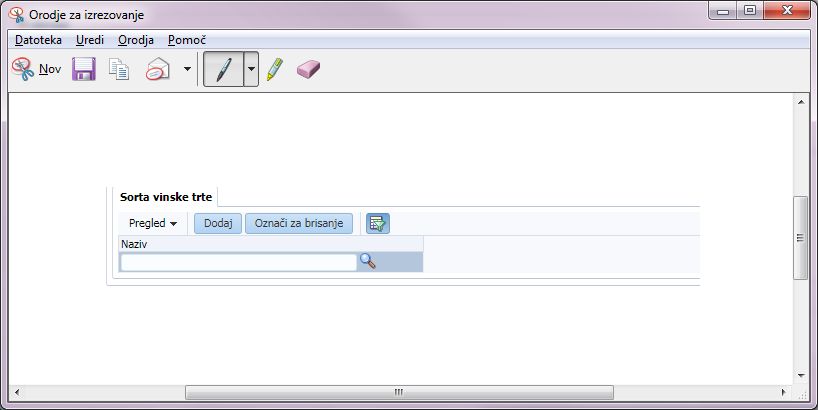 Orodje za izrezovanje
Datoteka Uredi Orodja Pomoč
Nov
Sorta vinske trte
Pregled Dodaj Označi za brisanje
Naziv